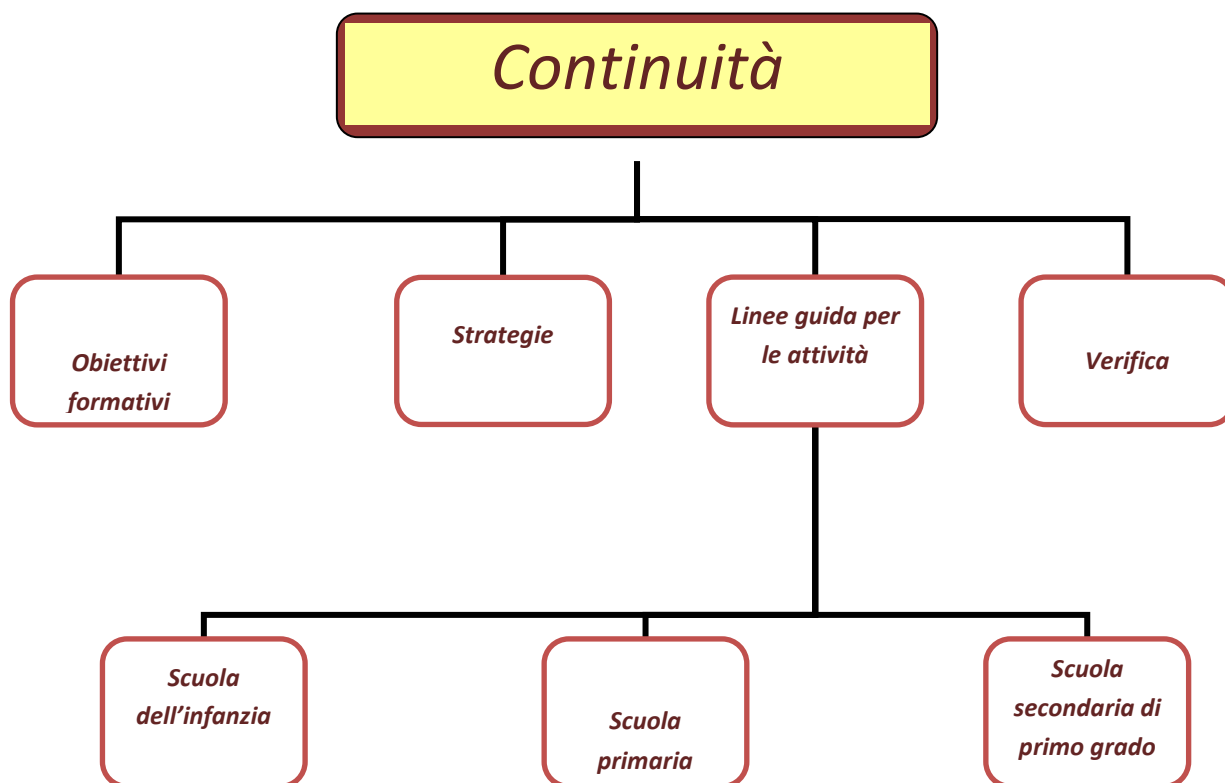 Continuità
Obiettivi
formativi
Strategie
Linee guida per
le attività
Verifica
Scuola
dell’infanzia
Scuola
primaria
Scuola
secondaria di
primo grado